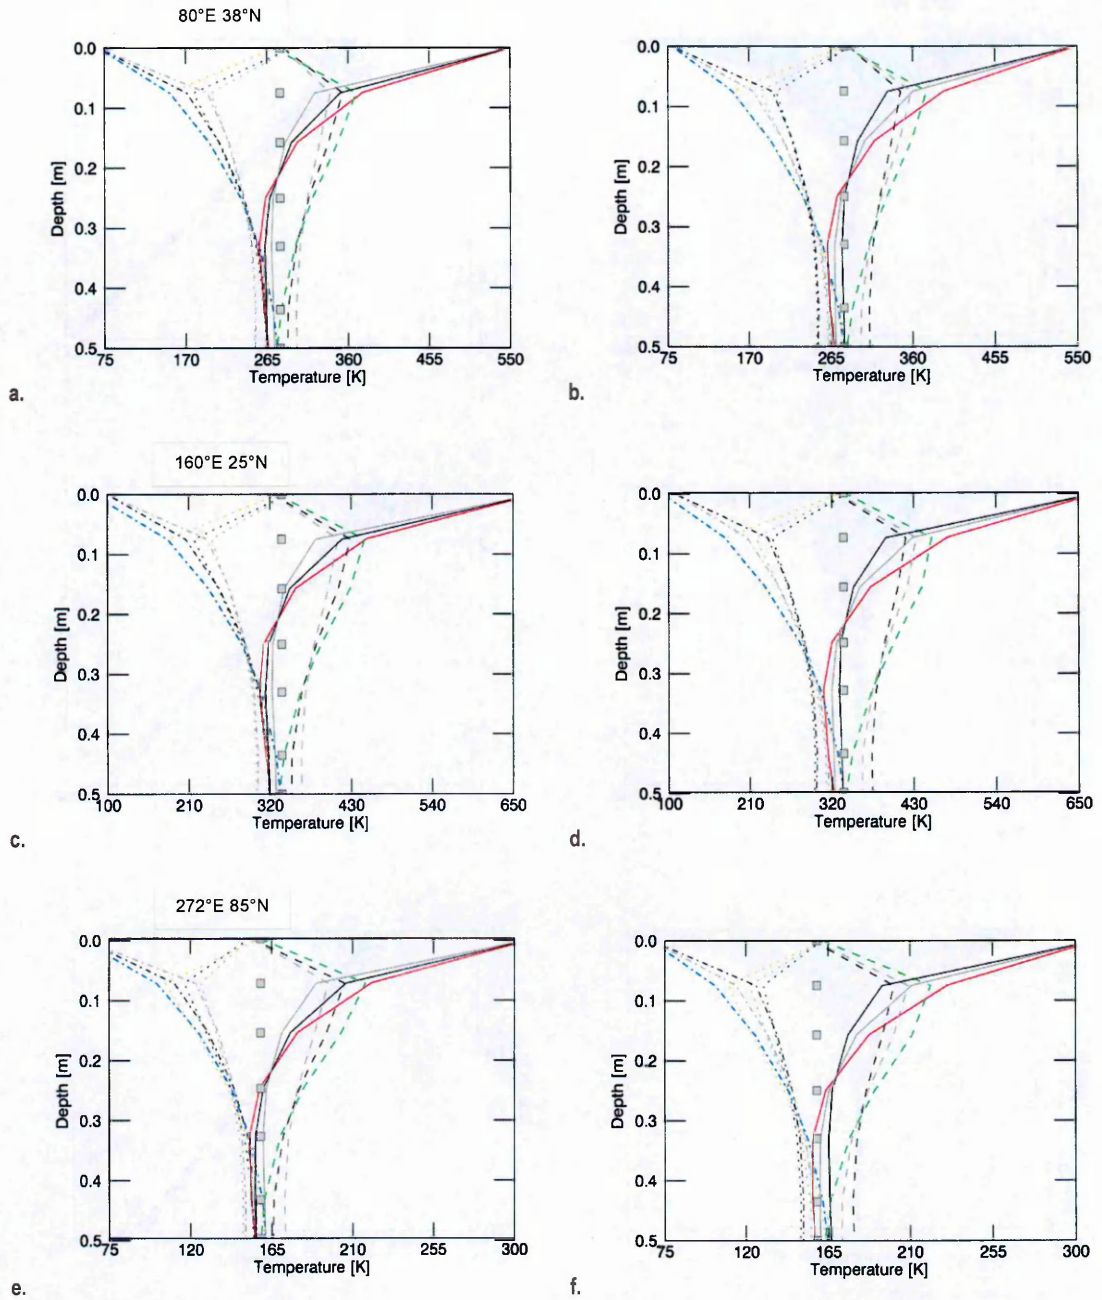 80°E 38°N
0.0
0.1
0.2
0.3
0.4
0.5
Depth [m]
75 170 265 360 455 550
Temperature [K]
a.
0.0
0.1
0.2
0.3
0.4
0.5
Depth [m]
75 170 265 360 455 550
Temperature [K]
b.
160°E 25°N
0.0
0.1
0.2
0.3
0.4
0.5
Depth [m]
100 210 320 430 540 650
Temperature [K]
c.
0.0
0.1
0.2
0.3
0.4
0.5
Depth [m]
100 210 320 430 540 650
Temperature [K]
d.
272°E 85°N
0.0
0.1
0.2
0.3
0.4
0.5
Depth [m]
75 120 165 210 255 300
Temperature [K]
e.
0.0
0.1
0.2
0.3
0.4
0.5
Depth [m]
75 120 165 210 255 300
Temperature [K]
f.